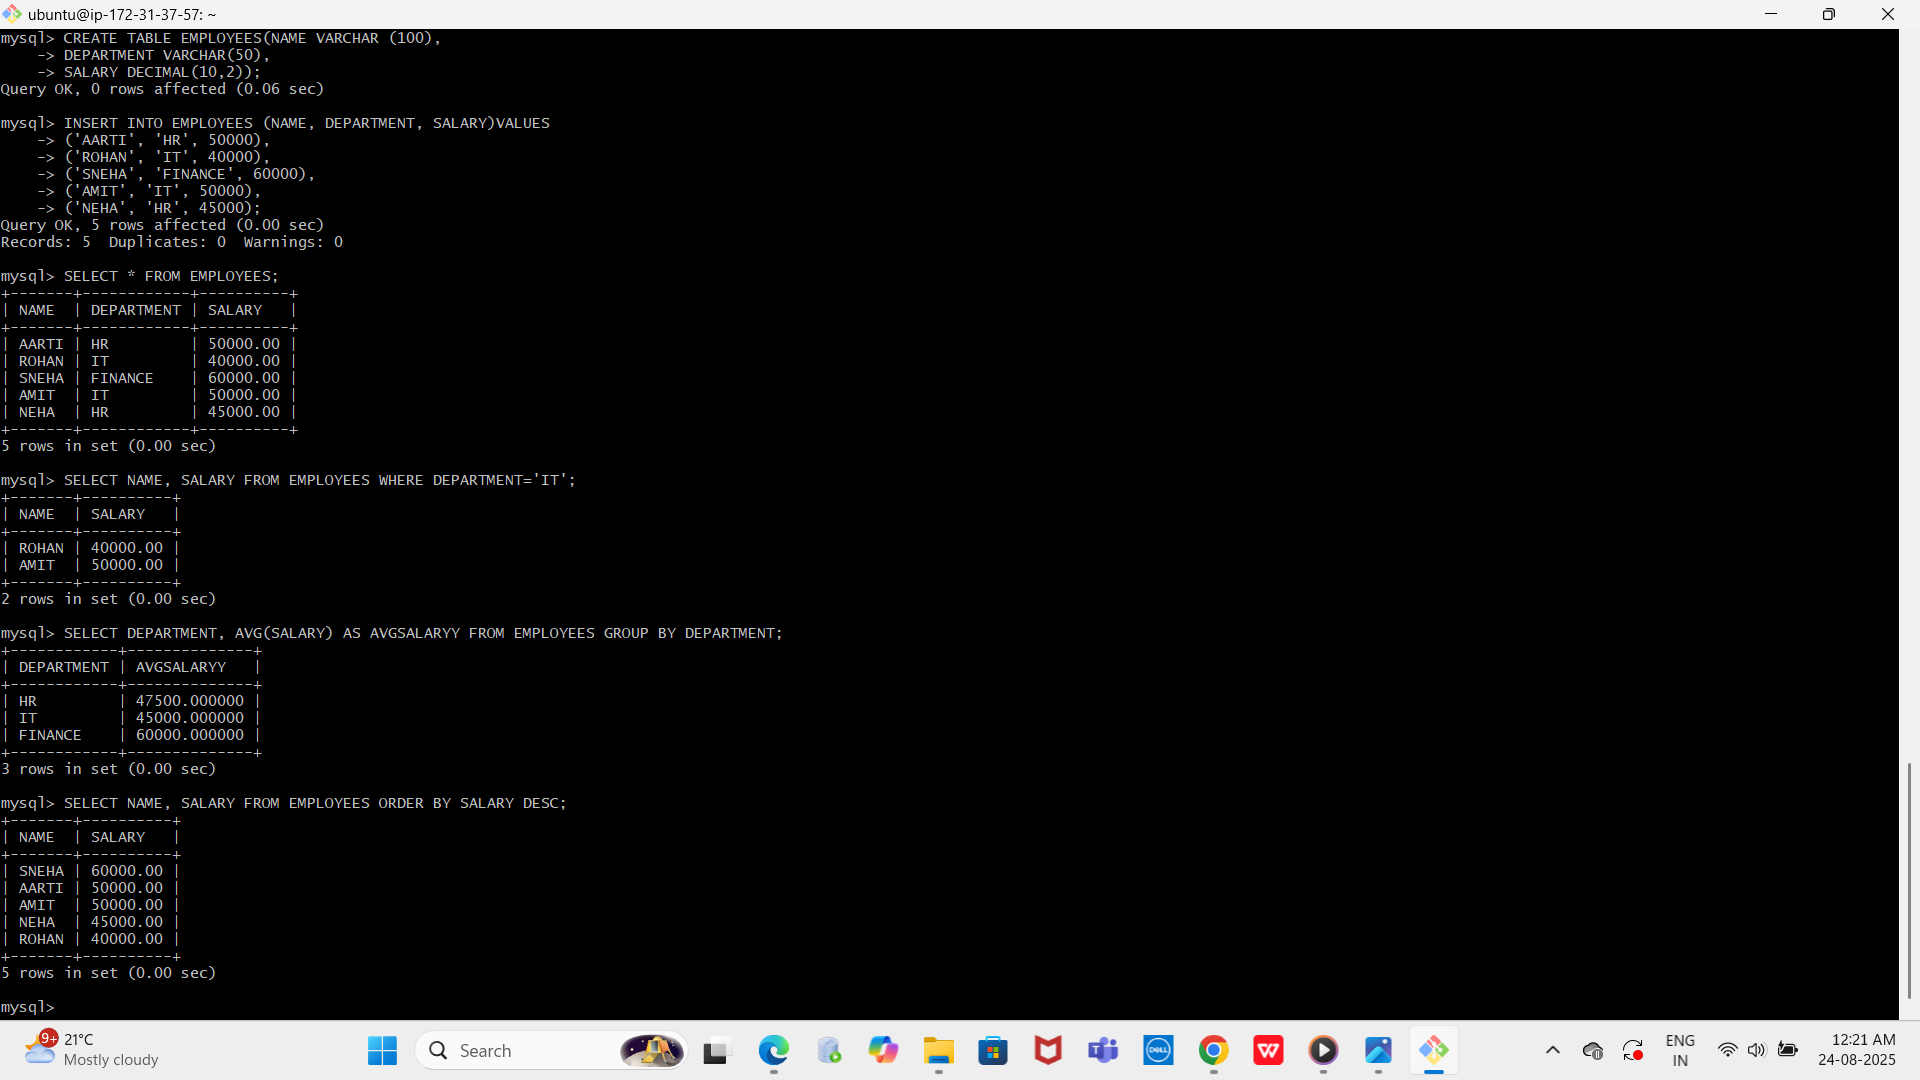 ubuntu@ip-172-31-37-57: ~
mysql> CREATE TABLE EMPLOYEES(NAME VARCHAR (100),
    -> DEPARTMENT VARCHAR(50),
    -> SALARY DECIMAL(10,2));
Query OK, 0 rows affected (0.06 sec)

mysql> INSERT INTO EMPLOYEES (NAME, DEPARTMENT, SALARY)VALUES
    -> ('AARTI', 'HR', 50000),
    -> ('ROHAN', 'IT', 40000),
    -> ('SNEHA', 'FINANCE', 60000),
    -> ('AMIT', 'IT', 50000),
    -> ('NEHA', 'HR', 45000);
Query OK, 5 rows affected (0.00 sec)
Records: 5  Duplicates: 0  Warnings: 0

mysql> SELECT * FROM EMPLOYEES;
+-------+------------+----------+
| NAME  | DEPARTMENT | SALARY   |
+-------+------------+----------+
| AARTI | HR         | 50000.00 |
| ROHAN | IT         | 40000.00 |
| SNEHA | FINANCE    | 60000.00 |
| AMIT  | IT         | 50000.00 |
| NEHA  | HR         | 45000.00 |
+-------+------------+----------+
5 rows in set (0.00 sec)

mysql> SELECT NAME, SALARY FROM EMPLOYEES WHERE DEPARTMENT='IT';
+-------+----------+
| NAME  | SALARY   |
+-------+----------+
| ROHAN | 40000.00 |
| AMIT  | 50000.00 |
+-------+----------+
2 rows in set (0.00 sec)

mysql> SELECT DEPARTMENT, AVG(SALARY) AS AVGSALARYY FROM EMPLOYEES GROUP BY DEPARTMENT;
+------------+--------------+
| DEPARTMENT | AVGSALARYY   |
+------------+--------------+
| HR         | 47500.000000 |
| IT         | 45000.000000 |
| FINANCE    | 60000.000000 |
+------------+--------------+
3 rows in set (0.00 sec)

mysql> SELECT NAME, SALARY FROM EMPLOYEES ORDER BY SALARY DESC;
+-------+----------+
| NAME  | SALARY   |
+-------+----------+
| SNEHA | 60000.00 |
| AARTI | 50000.00 |
| AMIT  | 50000.00 |
| NEHA  | 45000.00 |
| ROHAN | 40000.00 |
+-------+----------+
5 rows in set (0.00 sec)

mysql>
9+
21°C
Mostly cloudy
Search
DELL
W
ENG
IN
12:21 AM
24-08-2025